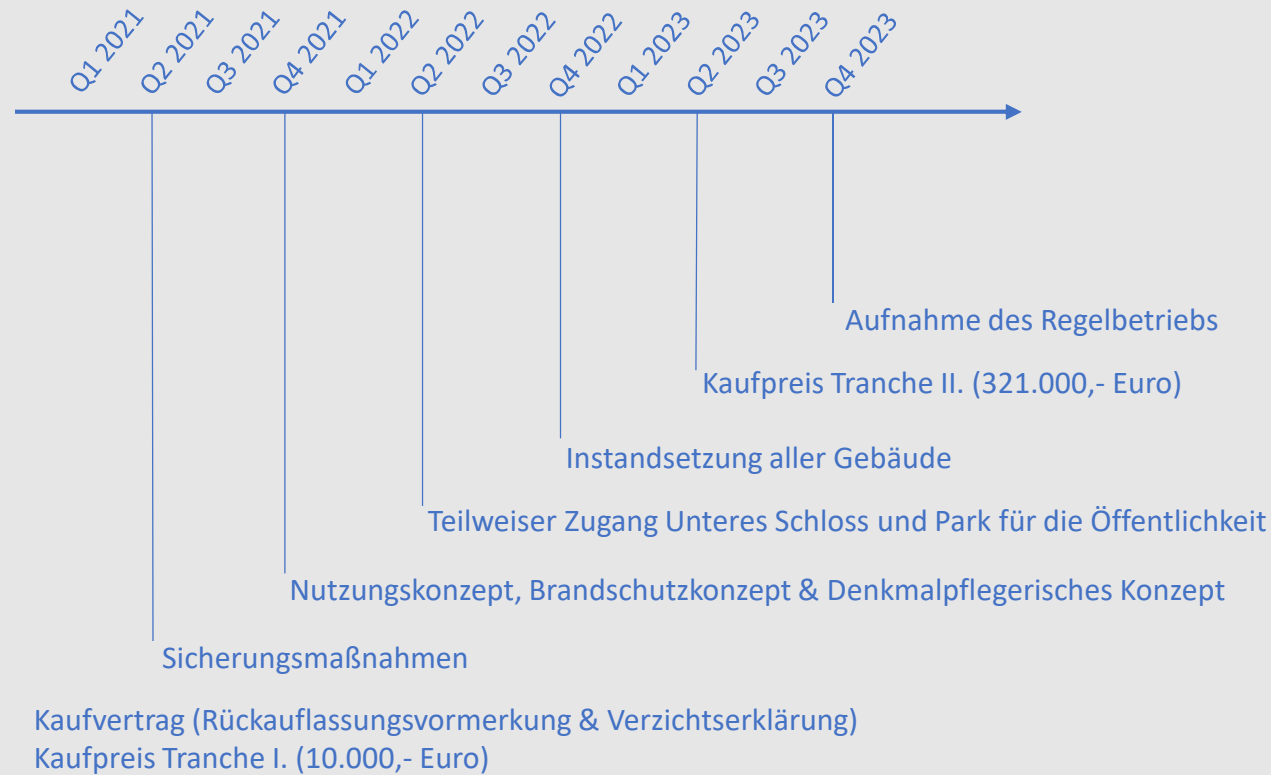 Q1 2021
Q2 2021
Q3 2021
Q4 2021
Q1 2022
Q2 2022
Q3 2022
Q4 2022
Q1 2023
Q2 2023
Q3 2023
Q4 2023
Aufnahme des Regelbetriebs
Kaufpreis Tranche II. (321.000,- Euro)
Instandsetzung aller Gebäude
Teilweiser Zugang Unteres Schloss und Park für die Öffentlichkeit
Nutzungskonzept, Brandschutzkonzept & Denkmalpflegerisches Konzept
Sicherungsmaßnahmen
Kaufvertrag (Rückauflassungsvormerkung & Verzichtserklärung)
Kaufpreis Tranche I. (10.000,- Euro)